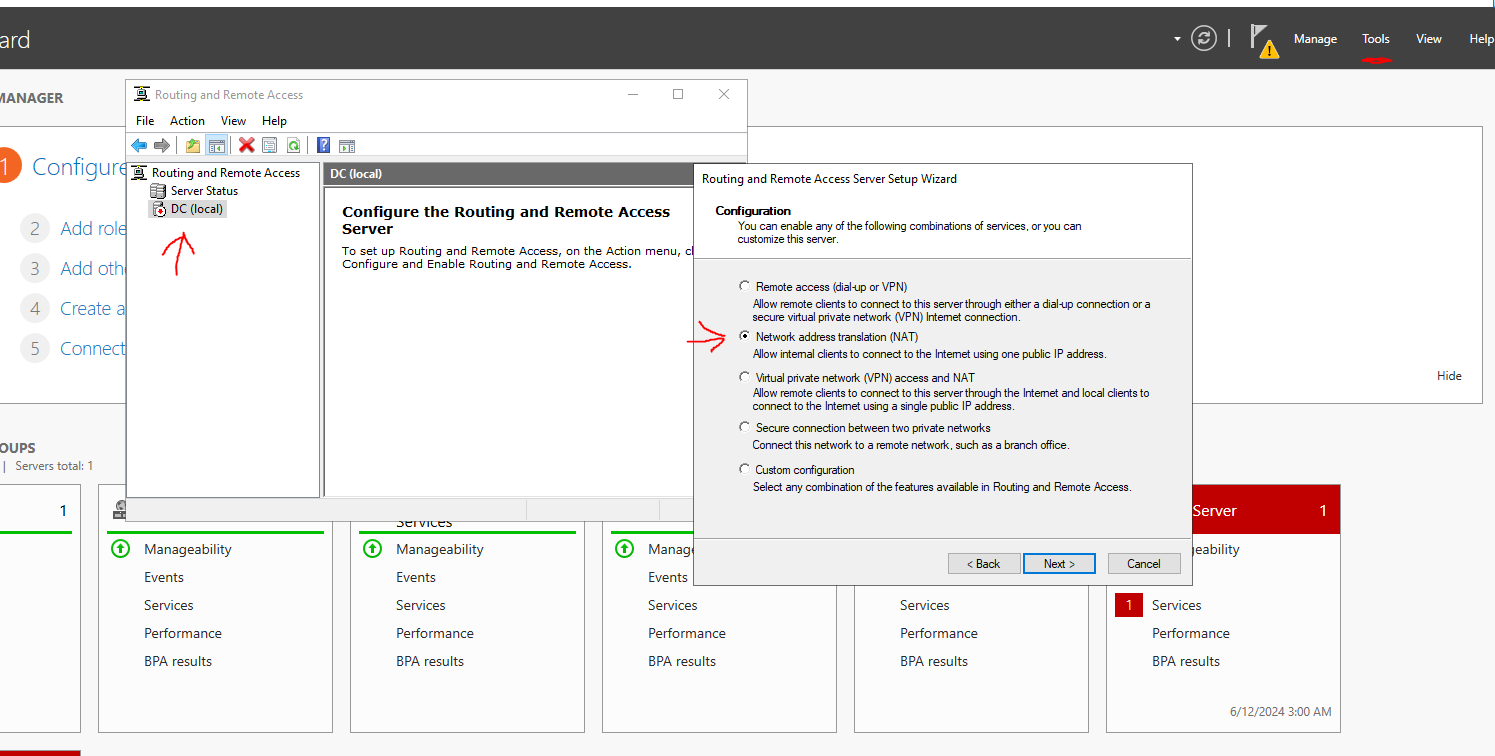 ard
Manage
Tools
View
Help
MANAGER
1
Configure
2
Add role
3
Add oth
4
Create a
5
Connect
Hide
Routing and Remote Access
File
Action
View
Help
Routing and Remote Access
Server Status
DC (local)
DC (local)
Configure the Routing and Remote Access
Server
To set up Routing and Remote Access, on the Action menu, cl
Configure and Enable Routing and Remote Access.
Routing and Remote Access Server Setup Wizard
Configuration
You can enable any of the following combinations of services, or you can
customize this server.
Remote access (dial-up or VPN)
Allow remote clients to connect to this server through either a dial-up connection or a
secure virtual private network (VPN) Internet connection.
Network address translation (NAT)
Allow internal clients to connect to the Internet using one public IP address.
Virtual private network (VPN) access and NAT
Allow remote clients to connect to this server through the Internet and local clients to
connect to the Internet using a single public IP address.
Secure connection between two private networks
Connect this network to a remote network, such as a branch office.
Custom configuration
Select any combination of the features available in Routing and Remote Access.
< Back
Next >
Cancel
OUPS
| Servers total: 1
1
Manageability
Events
Services
Performance
BPA results
Services
Manageability
Events
Services
Performance
BPA results
Manage
Events
Services
Performance
BPA results
Services
Performance
BPA results
Server
1
geability
1
Services
Performance
BPA results
6/12/2024 3:00 AM